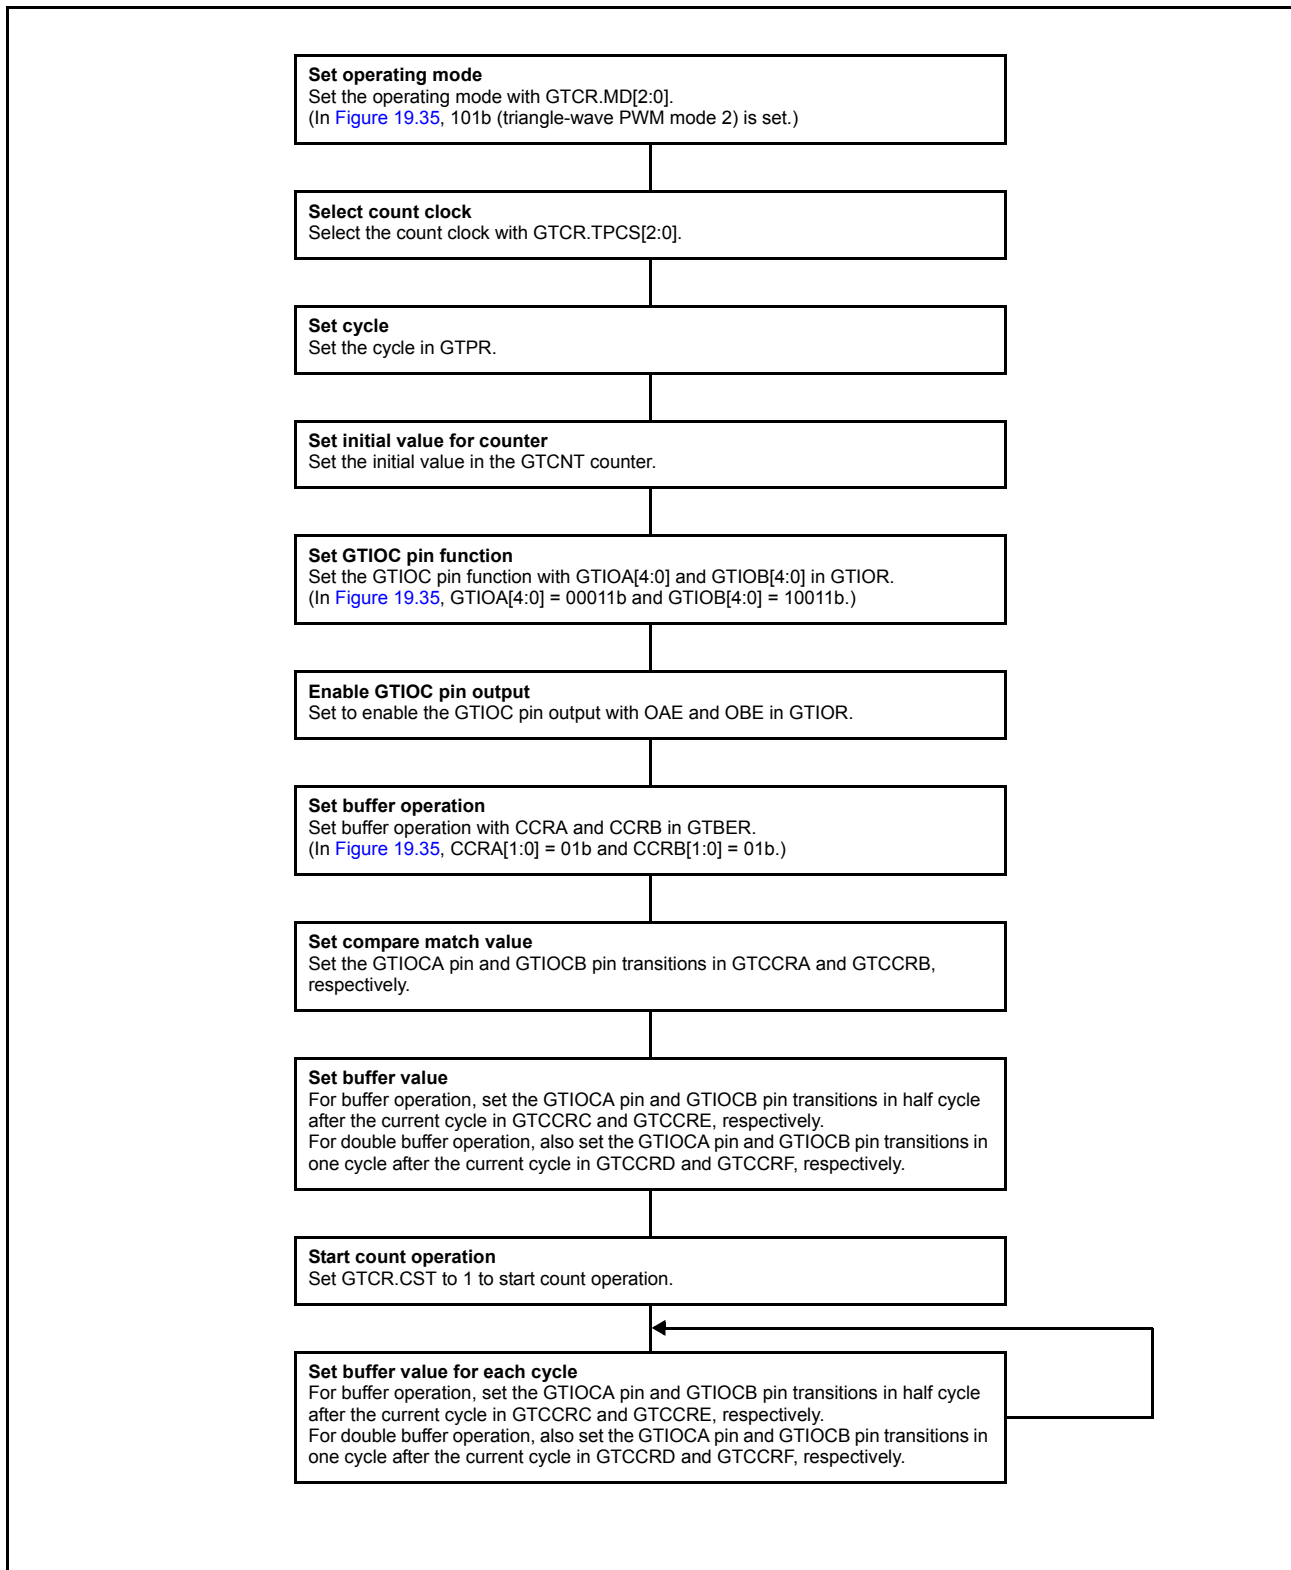 Set operating mode
Set the operating mode with GTCR.MD[2:0].
(In Figure 19.35, 101b (triangle-wave PWM mode 2) is set.)
Select count clock
Select the count clock with GTCR.TPCS[2:0].
Set cycle
Set the cycle in GTPR.
Set initial value for counter
Set the initial value in the GTCNT counter.
Set GTIOC pin function
Set the GTIOC pin function with GTIOA[4:0] and GTIOB[4:0] in GTIOR.
(In Figure 19.35, GTIOA[4:0] = 00011b and GTIOB[4:0] = 10011b.)
Enable GTIOC pin output
Set to enable the GTIOC pin output with OAE and OBE in GTIOR.
Set buffer operation
Set buffer operation with CCRA and CCRB in GTBER.
(In Figure 19.35, CCRA[1:0] = 01b and CCRB[1:0] = 01b.)
Set compare match value
Set the GTIOCA pin and GTIOCB pin transitions in GTCCRA and GTCCRB,
respectively.
Set buffer value
For buffer operation, set the GTIOCA pin and GTIOCB pin transitions in half cycle
after the current cycle in GTCCRC and GTCCRE, respectively.
For double buffer operation, also set the GTIOCA pin and GTIOCB pin transitions in
one cycle after the current cycle in GTCCRD and GTCCRF, respectively.
Start count operation
Set GTCR.CST to 1 to start count operation.
Set buffer value for each cycle
For buffer operation, set the GTIOCA pin and GTIOCB pin transitions in half cycle
after the current cycle in GTCCRC and GTCCRE, respectively.
For double buffer operation, also set the GTIOCA pin and GTIOCB pin transitions in
one cycle after the current cycle in GTCCRD and GTCCRF, respectively.